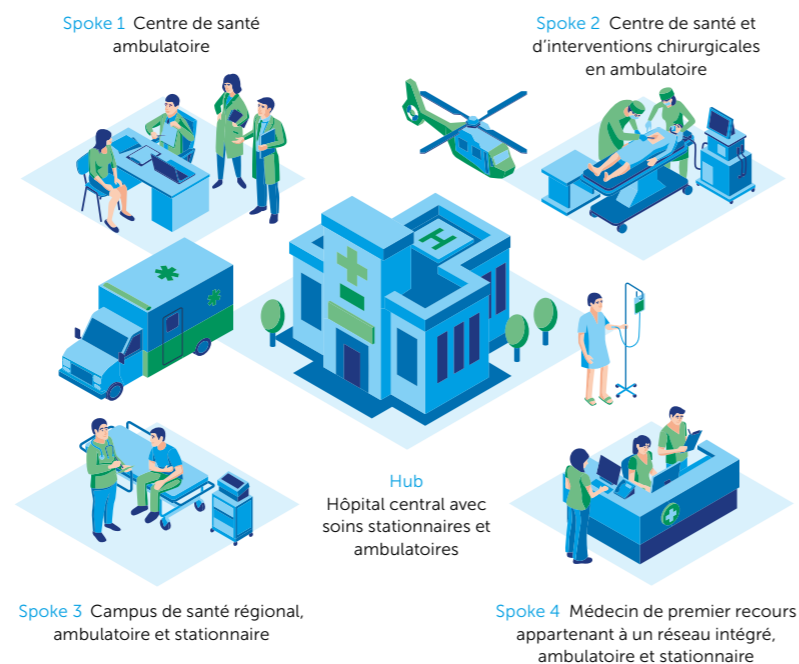 Spoke 1 Centre de santé
ambulatoire
Spoke 2 Centre de santé et
d’interventions chirurgicales
en ambulatoire
H
Hub
Hôpital central avec
soins stationnaires et
ambulatoires
Spoke 3 Campus de santé régional,
ambulatoire et stationnaire
Spoke 4 Médecin de premier recours
appartenant à un réseau intégré,
ambulatoire et stationnaire